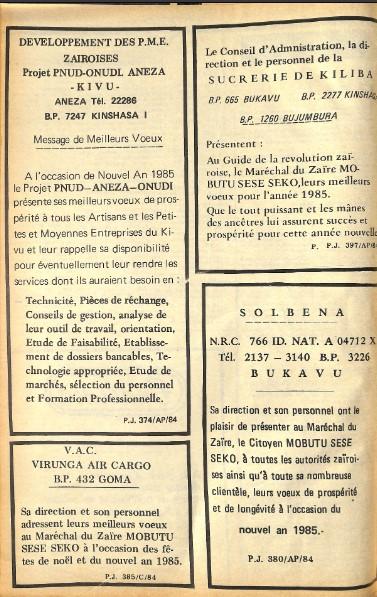 DEVELOPPEMENT DES P.M.E.
ZAIROISES
Projet PNUD-ONUDI ANEZA
- KIVU -
ANEZA Tél. 22286
B.P. 7247 KINSHASA I
Message de Meilleurs Voeux
A l'occasion de Nouvel An 1985
le Projet PNUD-ANEZA-ONUDI
présente ses meilleurs voeux de pros-
périté à tous les Artisans et les Peti-
tes et Moyennes Entreprises du Ki-
vu et leur rappelle sa disponibilité
pour éventuellement leur rendre les
services dont ils auraient besoin en :
- Technicité, Pièces de réchange,
Conseils de gestion, analyse de
leur outil de travail, orientation,
Etude de Faisabilité, Etablisse-
ment de dossiers bancables, Te-
chnologie appropriée, Etude de
marchés, sélection du personnel
et Formation Professionnelle.
P.J. 374/AP/84
V.A.C.
VIRUNGA AIR CARGO
B.P. 432 GOMA
Sa direction et son personnel
adressent leurs meilleurs voeux
au Maréchal du Zaïre MOBUTU
SESE SEKO à l'occasion des fê-
tes de noël et du nouvel an 1985.
P.J. 385/C/84
Le Conseil d'Admnistration, la di-
rection et le personnel de la
SUCRERIE DE KILIBA
B.P. 665 BUKAVU B.P. 2277 KINSHA
B.P. 1260 BUJUMBURA
Présentent :
Au Guide de la revolution zaï-
roise, le Maréchal du Zaïre MO-
BUTU SESE SEKO,leurs meilleurs
voeux pour l'année 1985.
Que le tout puissant et les mânes
des ancêtres lui assurent succès et
prospérité pour cette année nouvelle
P. P.J. 397/AP/8
SOLBENA
N.R.C. 766 ID. NAT. A 04712 X
Tél. 2137 - 3140 B.P. 3226
BUKAVU
Sa direction et son personnel ont le
plaisir de présenter au Maréchal du
Zaïre, le Citoyen MOBUTU SESE
SEKO, à toutes les autorités zaïroi-
ses ainsi qu'à toute sa nombreuse
clientèle, leurs voeux de prospérité
et de longévité à l'occasion du
nouvel an 1985.-
P.J. 380/AP/84